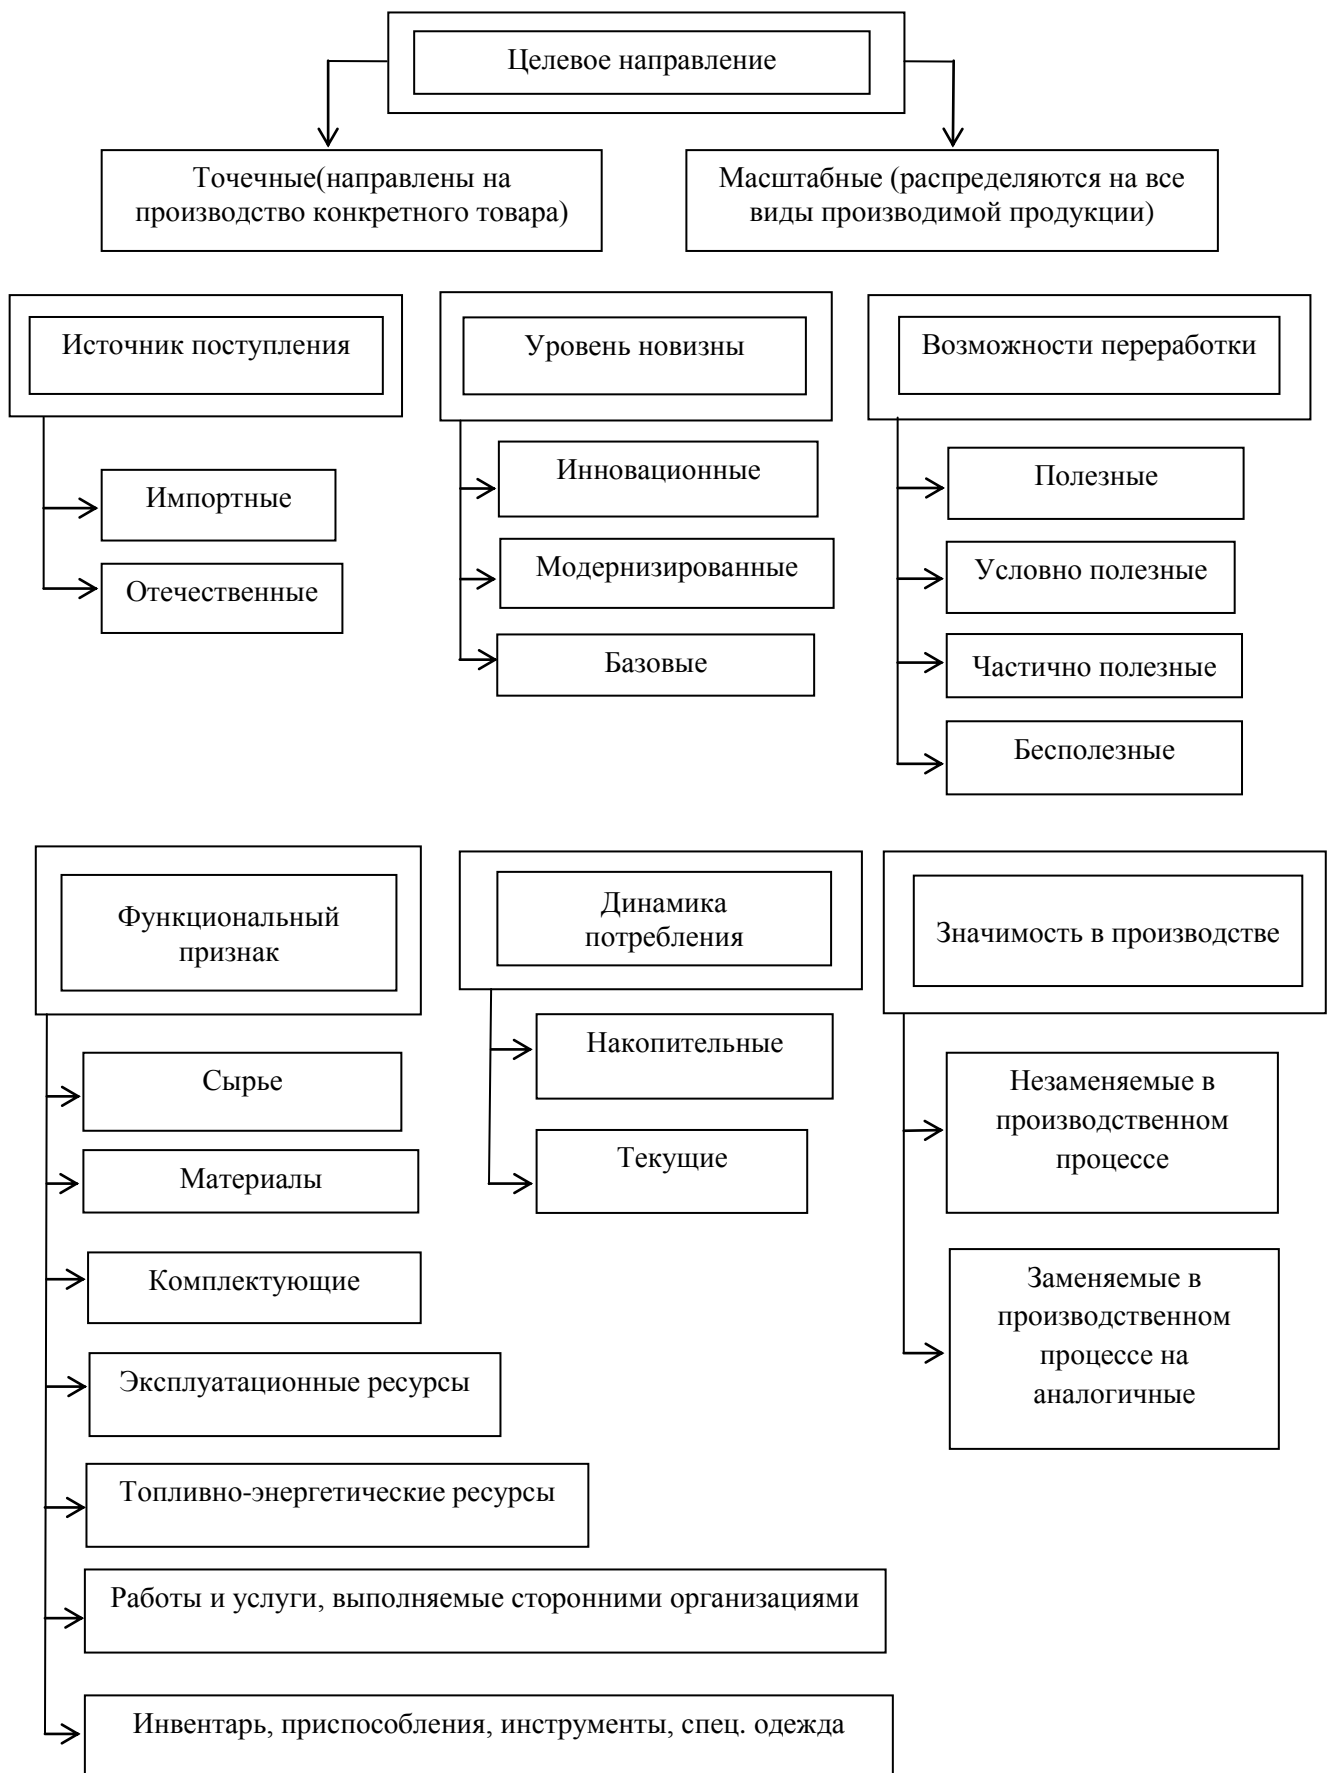 Целевое направление
Точечные(направлены на
производство конкретного товара)
Масштабные (распределяются на все
виды производимой продукции)
Источник поступления
Импортные
Отечественные
Уровень новизны
Инновационные
Модернизированные
Базовые
Возможности переработки
Полезные
Условно полезные
Частично полезные
Бесполезные
Функциональный
признак
Сырье
Материалы
Комплектующие
Эксплуатационные ресурсы
Топливно-энергетические ресурсы
Работы и услуги, выполняемые сторонними организациями
Инвентарь, приспособления, инструменты, спец. одежда
Динамика
потребления
Накопительные
Текущие
Значимость в производстве
Незаменяемые в
производственном
процессе
Заменяемые в
производственном
процессе на
аналогичные